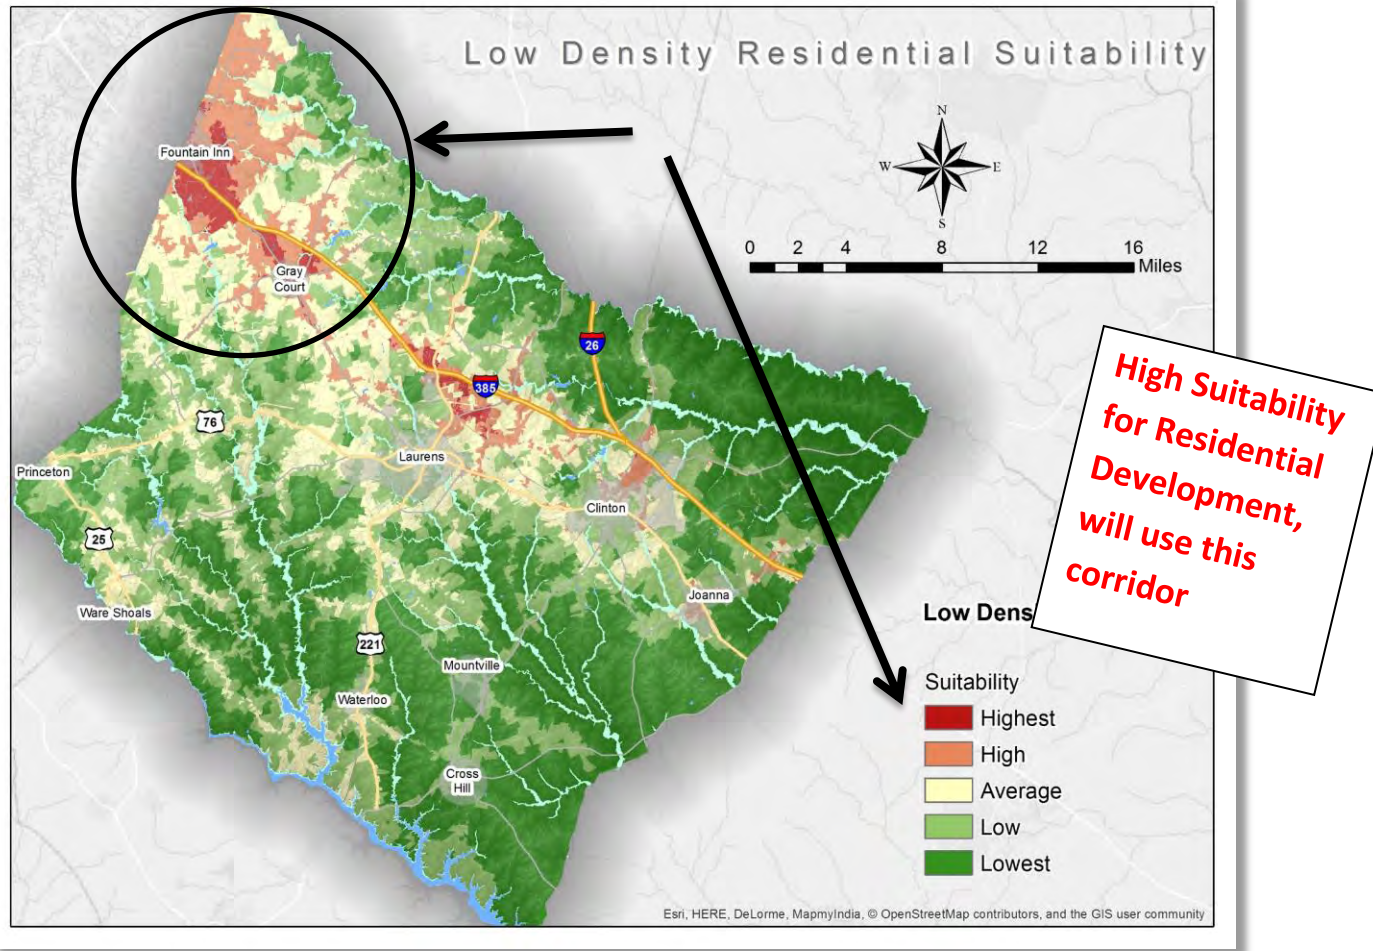 Low Density Residential Suitability
N
W
E
S
0 2 4 8 12 16
Miles
Fountain Inn
Gray
Court
26
385
76
Laurens
Princeton
Clinton
25
Joanna
Ware Shoals
221
Mountville
Waterloo
Cross
Hill
High Suitability
for Residential
Development,
will use this
corridor
Low Dens
Suitability
Highest
High
Average
Low
Lowest
Esri, HERE, DeLorme, MapmyIndia, © OpenStreetMap contributors, and the GIS user community